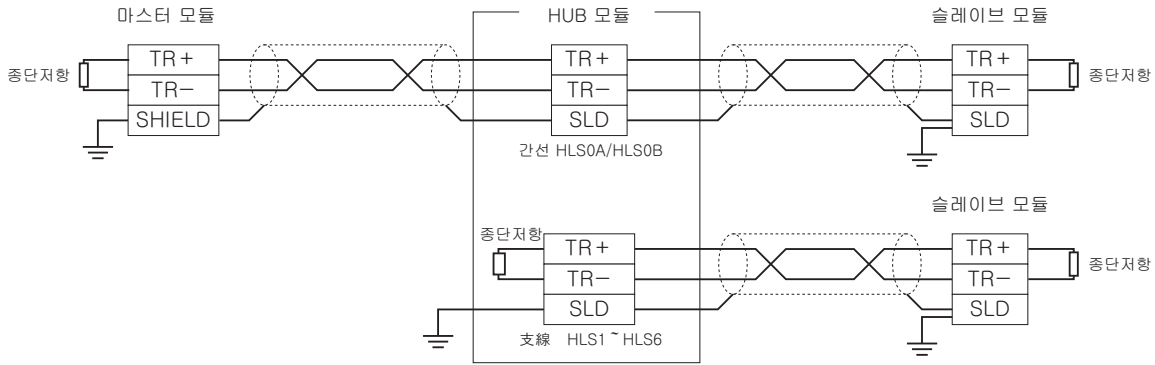 마스터 모듈
HUB 모듈
슬레이브 모듈
종단저항
TR+
TR−
SHIELD
TR+
TR−
SLD
간선 HLS0A/HLS0B
TR+
TR−
SLD
종단저항
슬레이브 모듈
종단저항
TR+
TR−
SLD
支線 HLS1~HLS6
TR+
TR−
SLD
종단저항